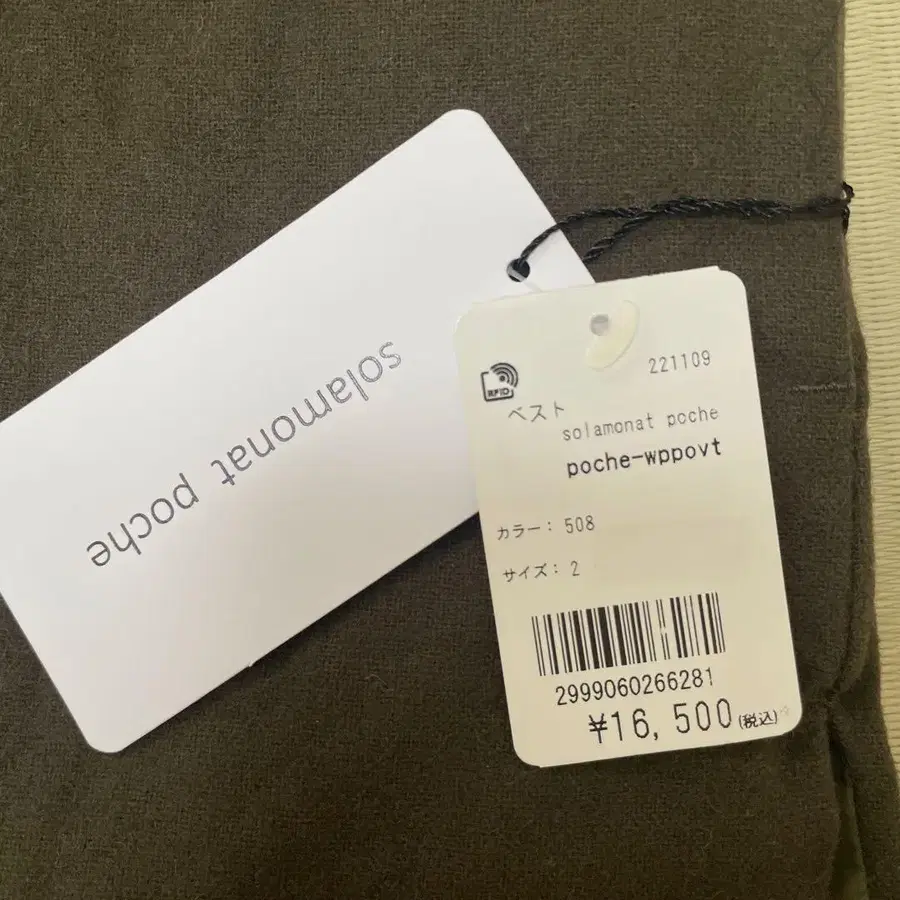 solamonat poche
RFID
221109
ベスト
solamonat poche
poche-wppovt
カラー: 508
サイズ: 2
2999060266281
¥16,500(税込)